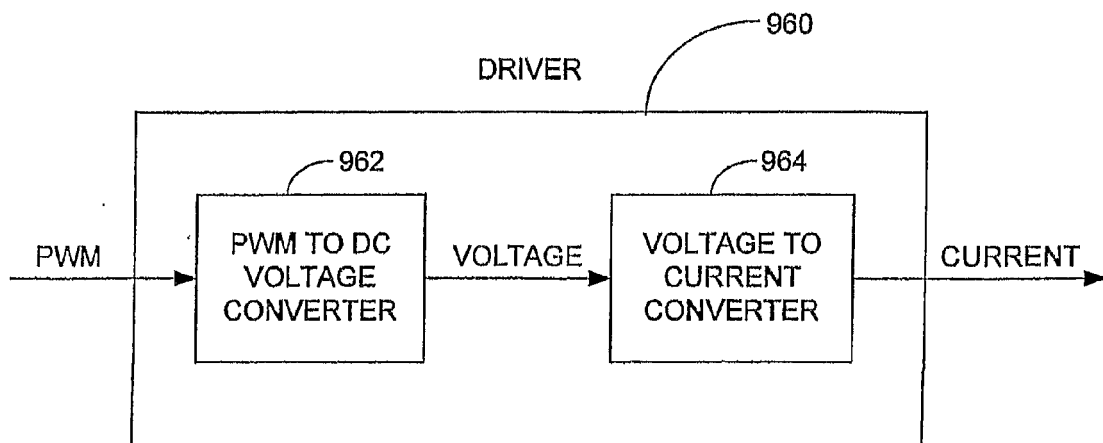 960
DRIVER
962
964
PWM
PWM TO DC
VOLTAGE
CONVERTER
VOLTAGE
VOLTAGE TO
CURRENT
CONVERTER
CURRENT